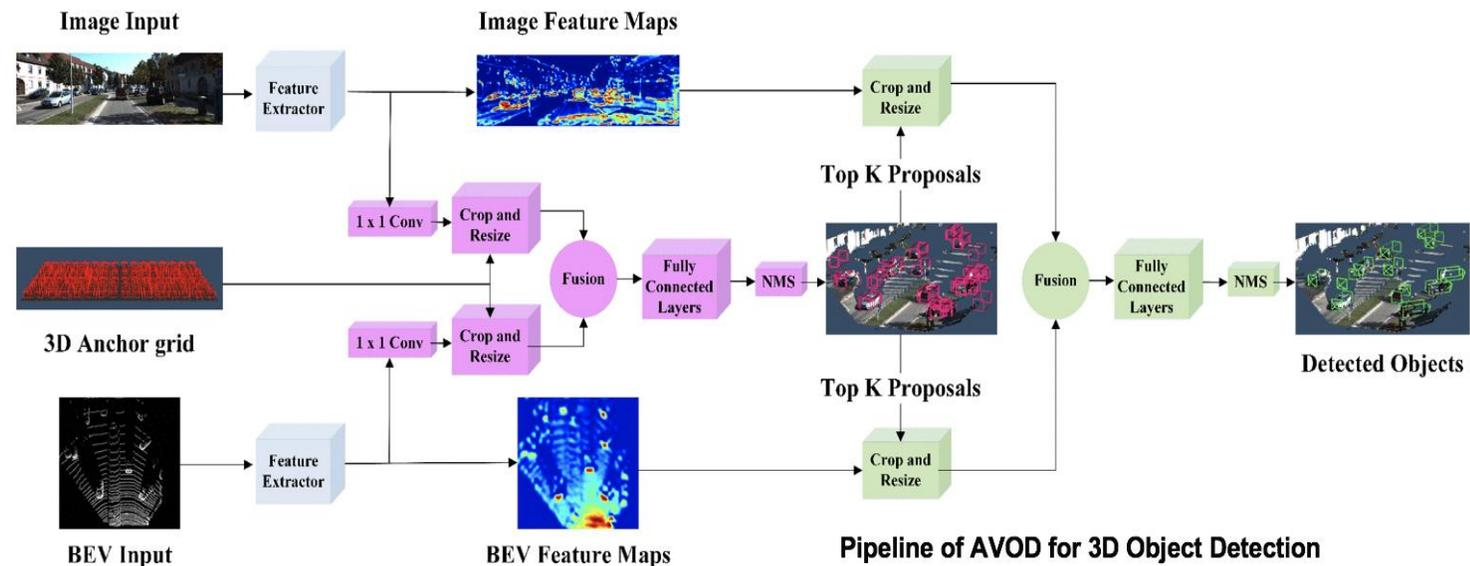 Image Input
Image Feature Maps
Feature
Extractor
Crop and
Resize
Top K Proposals
1 x 1 Conv
Crop and
Resize
Fusion
Fully
Connected
Layers
NMS
Fusion
Fully
Connected
Layers
NMS
3D Anchor grid
1 x 1 Conv
Crop and
Resize
Detected Objects
Top K Proposals
Feature
Extractor
Crop and
Resize
BEV Input
BEV Feature Maps
Pipeline of AVOD for 3D Object Detection